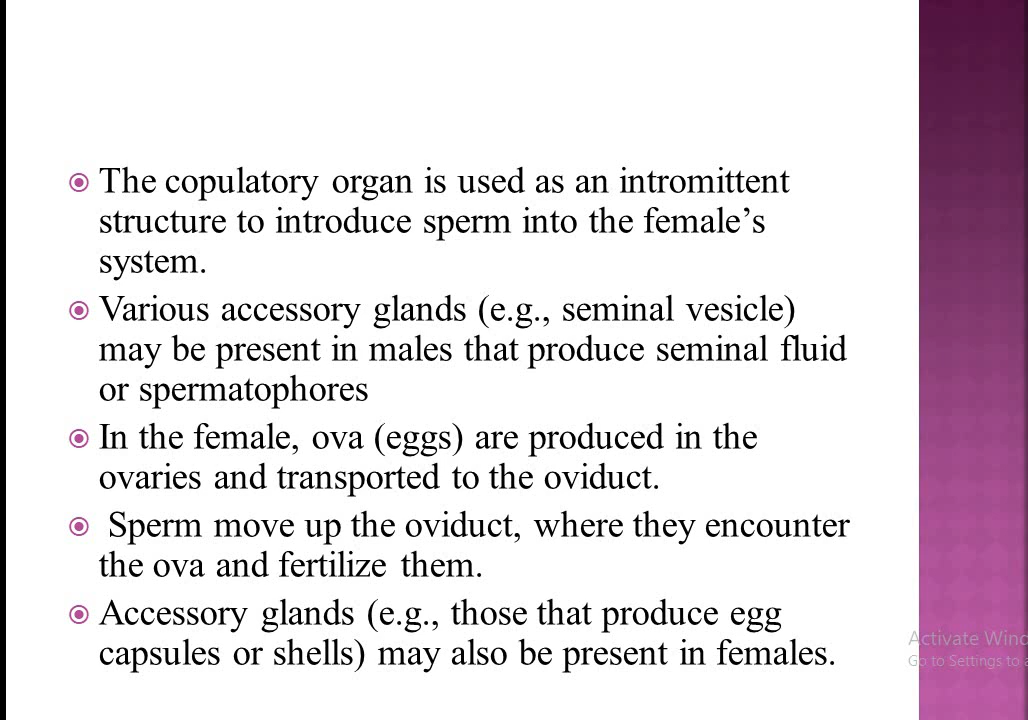 The copulatory organ is used as an intromittent
structure to introduce sperm into the female’s
system.
Various accessory glands (e.g., seminal vesicle)
may be present in males that produce seminal fluid
or spermatophores
In the female, ova (eggs) are produced in the
ovaries and transported to the oviduct.
Sperm move up the oviduct, where they encounter
the ova and fertilize them.
Accessory glands (e.g., those that produce egg
capsules or shells) may also be present in females.
Activate Wind
Go to Settings to a